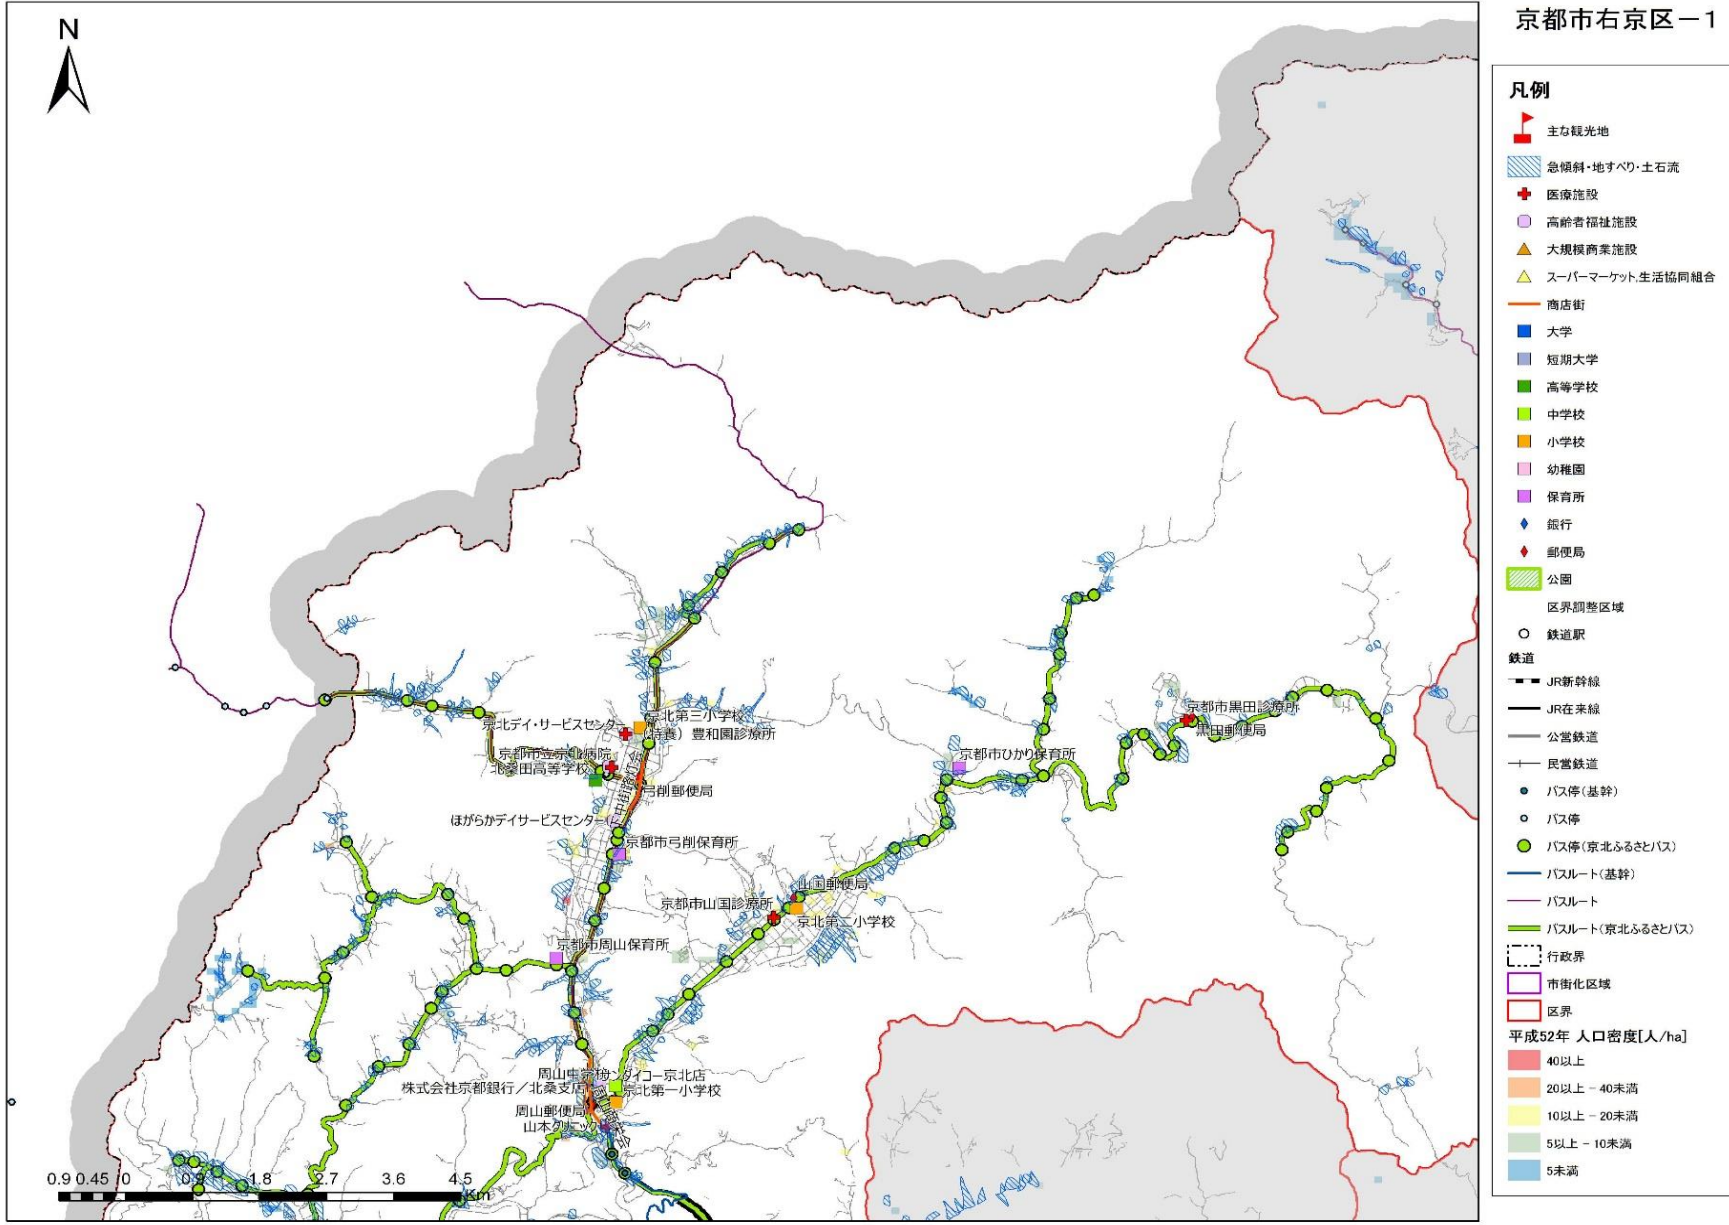 京都市右京区－1
N
凡例
主な観光地
急傾斜・地すべり・土石流
医療施設
高齢者福祉施設
大規模商業施設
スーパーマーケット,生活協同組合
商店街
大学
短期大学
高等学校
中学校
小学校
幼稚園
保育所
銀行
郵便局
公園
区界調整区域
鉄道駅
鉄道
JR新幹線
JR在来線
公営鉄道
民営鉄道
バス停(基幹)
バス停
バス停(京北ふるさとバス)
バスルート(基幹)
バスルート
バスルート(京北ふるさとバス)
行政界
市街化区域
区界
平成52年 人口密度[人/ha]
40以上
20以上 － 40未満
10以上 － 20未満
5以上 － 10未満
5未満
京北第三小学校
京北デイ・サービスセンター
(特養）豊和園診療所
京都市立京北病院
北桑田高等学校
弓削郵便局
ほがらかデイサービスセンター
京都市弓削保育所
京都市黒田診療所
黒田郵便局
京都市ひかり保育所
山国郵便局
京都市山国診療所
京北第二小学校
京都市周山保育所
周山中学校
サンダイコー京北店
株式会社京都銀行／北桑支店
京北第一小学校
周山郵便局
山本クリニック
0.9 0.45 0 0.9 1.8 2.7 3.6 4.5
Km